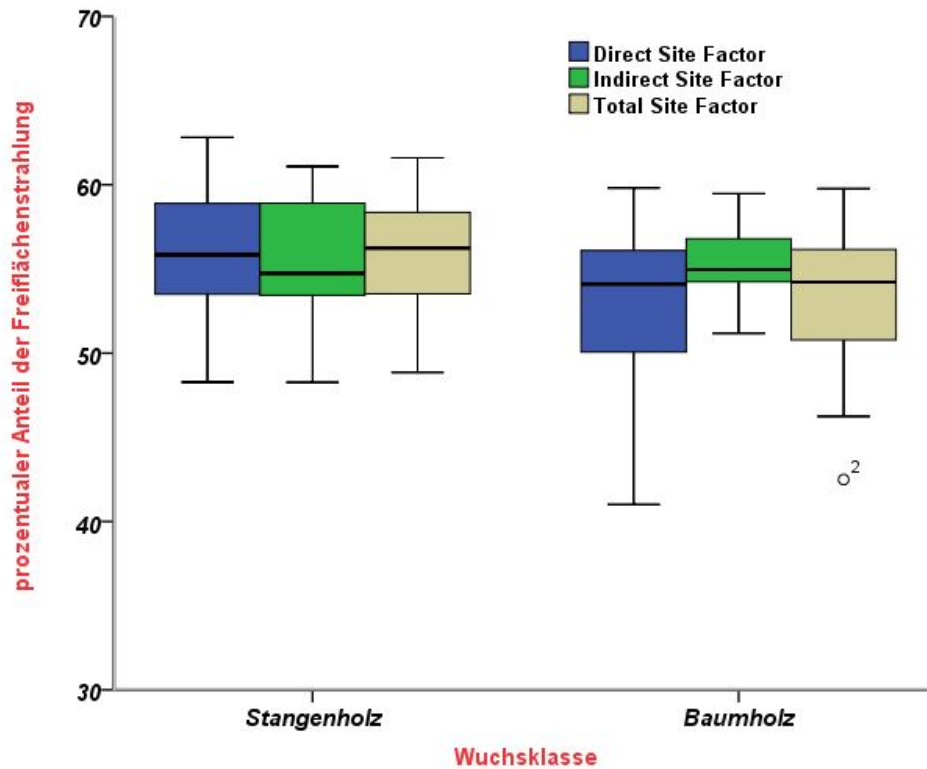 70
60
50
40
30
prozentualer Anteil der Freiflächenstrahlung
Direct Site Factor
Indirect Site Factor
Total Site Factor
2
Stangenholz
Baumholz
Wuchsklasse